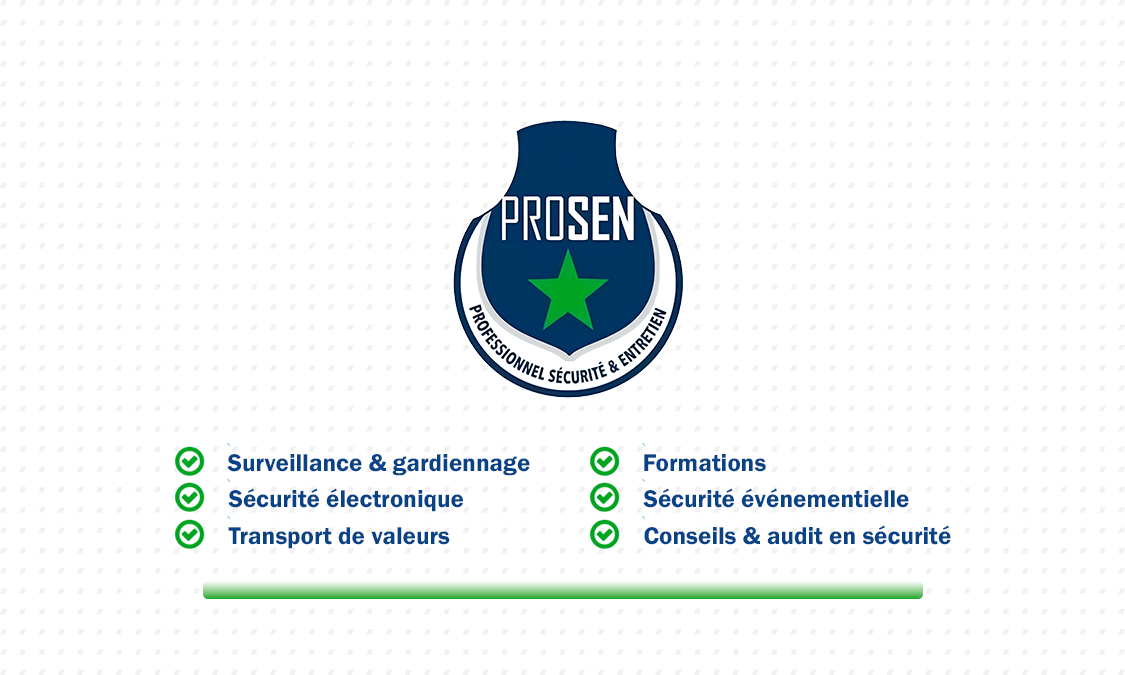 PROSEN
PROFESSIONNEL SÉCURITÉ & ENTRETIEN
Surveillance & gardiennage
Sécurité électronique
Transport de valeurs
Formations
Sécurité événementielle
Conseils & audit en sécurité